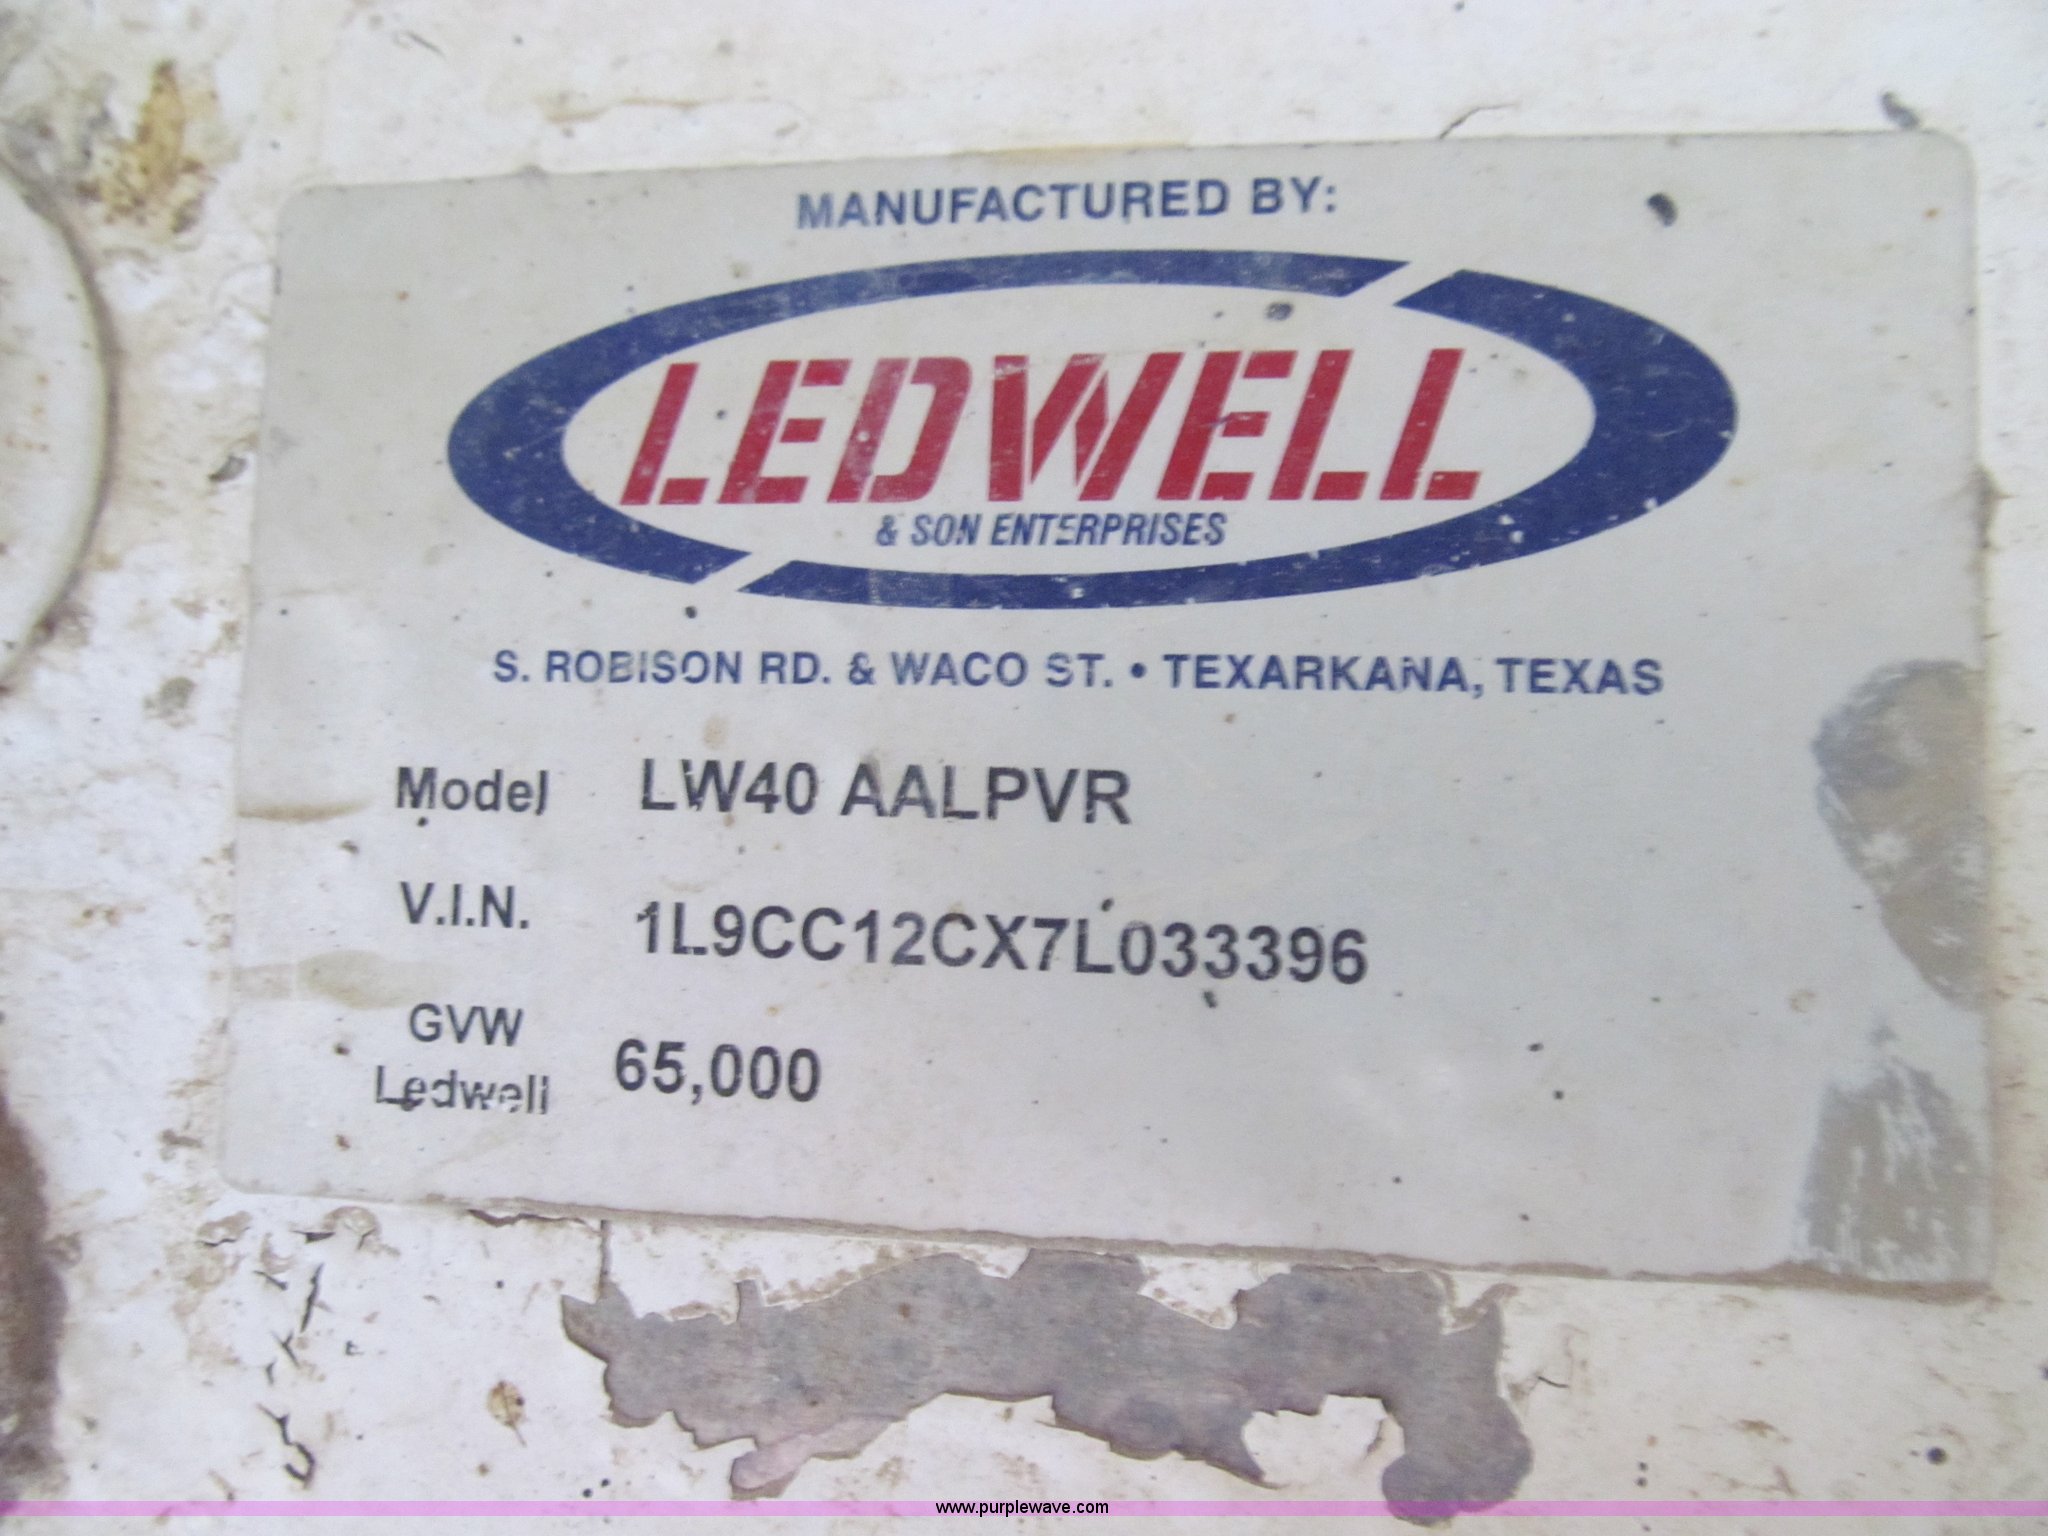 MANUFACTURED BY:
LEDWELL
& SON ENTERPRISES
S. ROBISON RD. & WACO ST. • TEXARKANA, TEXAS
Model LW40 AALPVR
V.I.N. 1L9CC12CX7L033396
GVW
Ledwell 65,000
www.purplewave.com